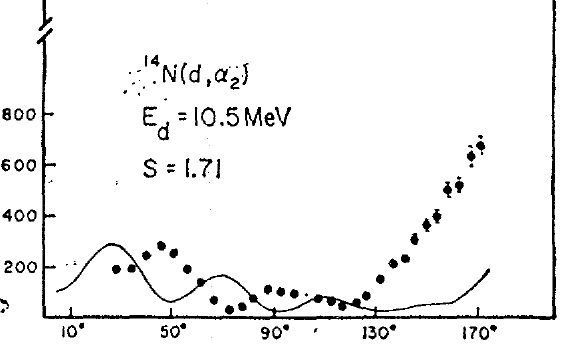 ¹⁴N(d,α₂)
E_d = 10.5 MeV
S = 1.71
800
600
400
200
10° 50° 90° 130° 170°